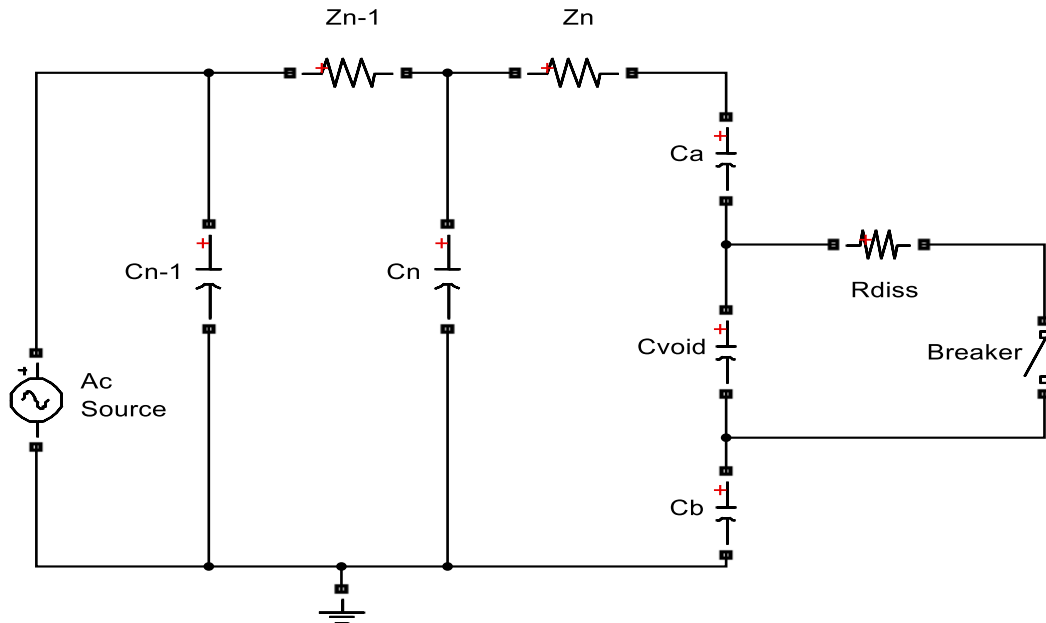 Zn-1
Zn
Ca
Cn-1
Cn
Rdiss
Cvoid
Breaker
Ac
Source
Cb